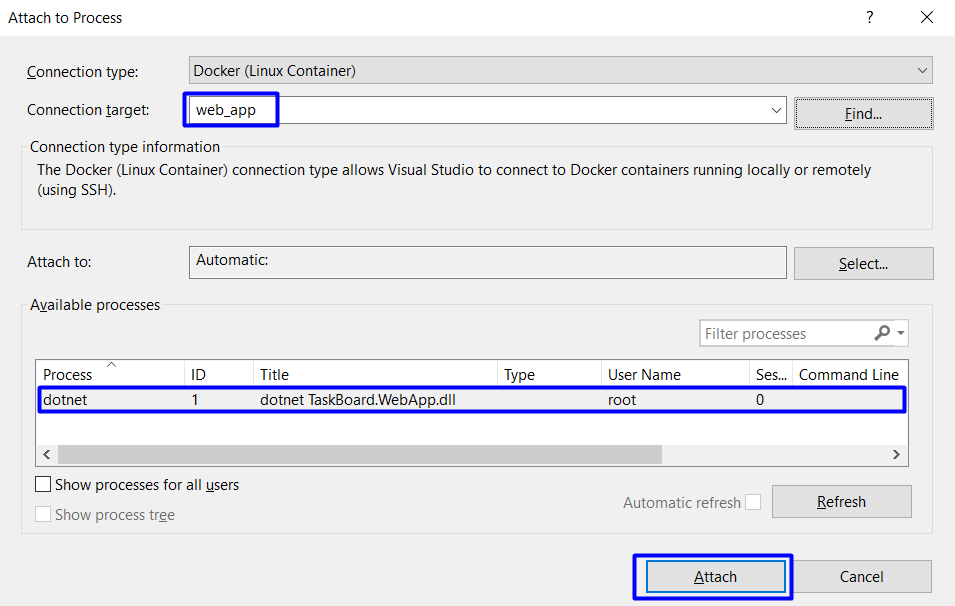 Attach to Process
?
Connection type:
Docker (Linux Container)
Connection target:
web_app
Find...
Connection type information
The Docker (Linux Container) connection type allows Visual Studio to connect to Docker containers running locally or remotely
(using SSH).
Attach to:
Automatic:
Select...
Available processes
Filter processes
Process ID Title Type User Name Ses... Command Line
dotnet 1 dotnet TaskBoard.WebApp.dll root 0
Show processes for all users
Show process tree
Automatic refresh
Refresh
Attach
Cancel